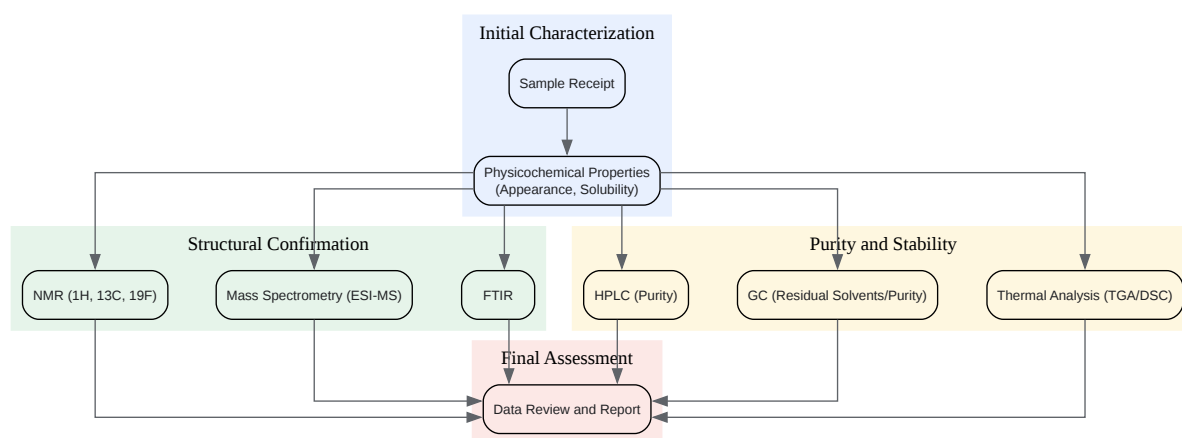 Initial Characterization
Sample Receipt
Physicochemical Properties
(Appearance, Solubility)
Structural Confirmation
Purity and Stability
NMR (1H, 13C, 19F)
Mass Spectrometry (ESI-MS)
FTIR
HPLC (Purity)
GC (Residual Solvents/Purity)
Thermal Analysis (TGA/DSC)
Final Assessment
Data Review and Report